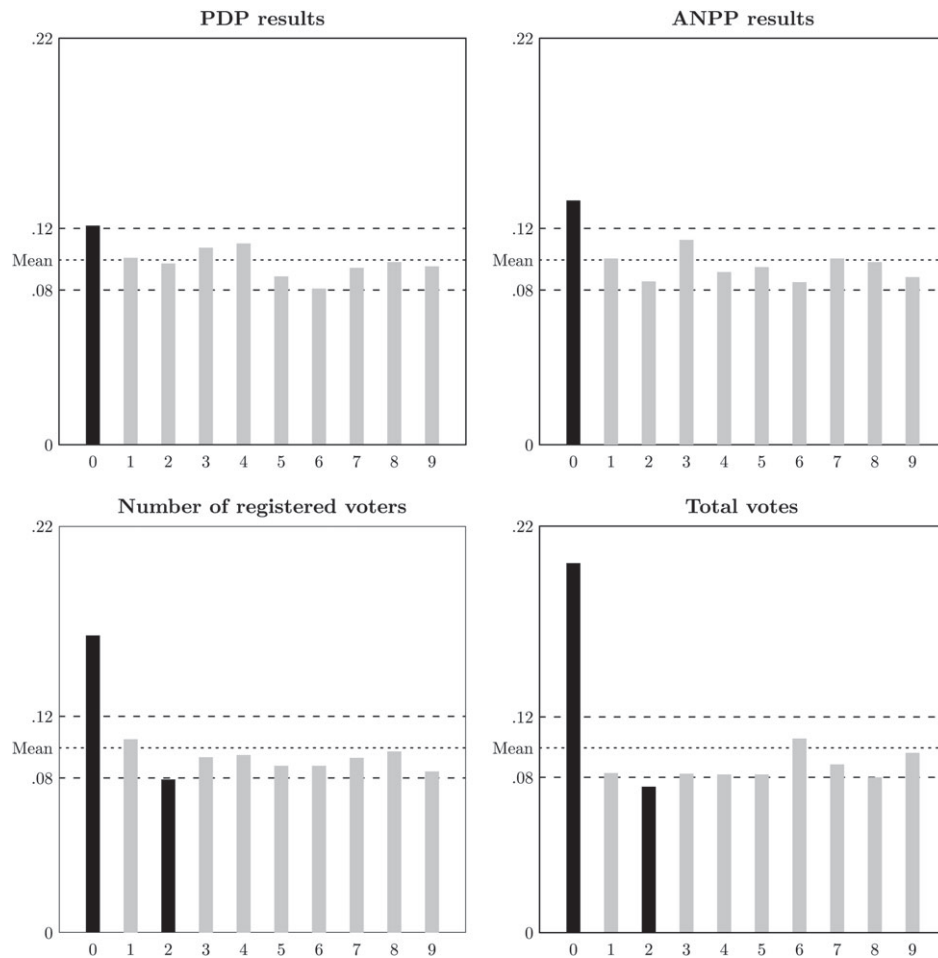 PDP results
.22
.12
Mean
.08
0
0 1 2 3 4 5 6 7 8 9
ANPP results
.22
.12
Mean
.08
0
0 1 2 3 4 5 6 7 8 9
Number of registered voters
.22
.12
Mean
.08
0
0 1 2 3 4 5 6 7 8 9
Total votes
.22
.12
Mean
.08
0
0 1 2 3 4 5 6 7 8 9